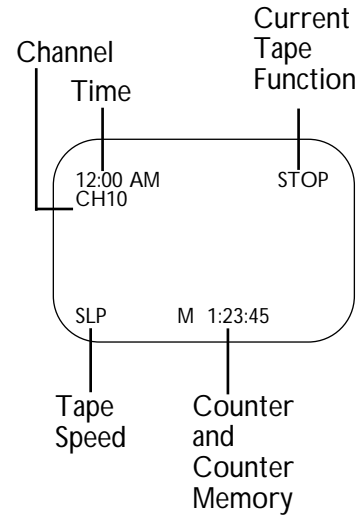 Current
Tape
Function
Channel
Time
12:00 AM
STOP
CH10
SLP
M 1:23:45
Tape
Speed
Counter
and
Counter
Memory